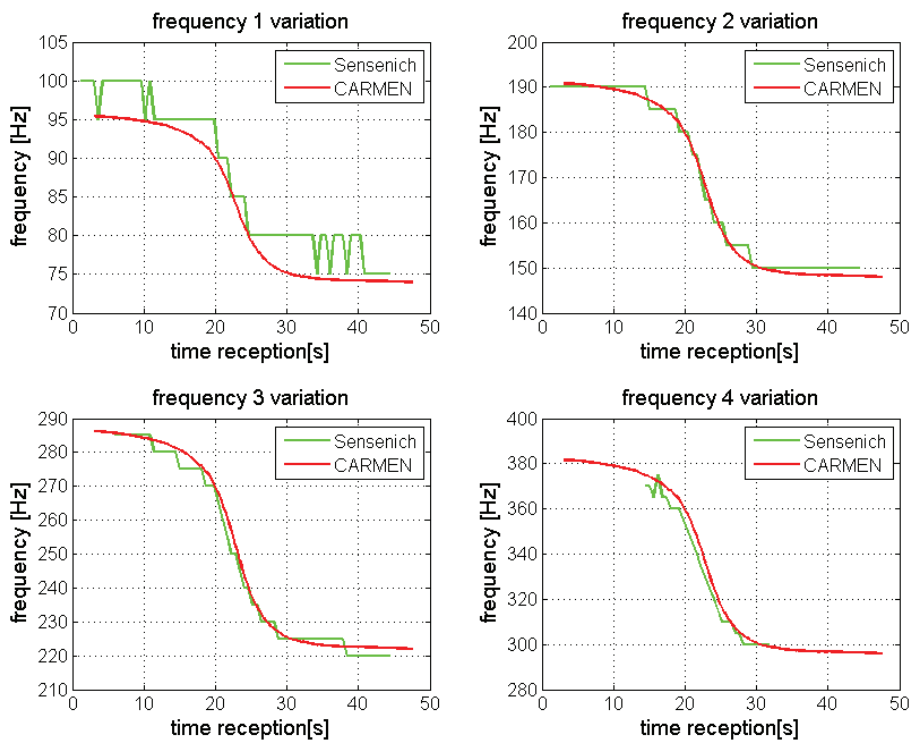 frequency 1 variation
105
100
95
90
85
80
75
70
0 10 20 30 40 50
frequency [Hz]
time reception[s]
Sensenich
CARMEN
frequency 2 variation
200
190
180
170
160
150
140
0 10 20 30 40 50
frequency [Hz]
time reception[s]
Sensenich
CARMEN
frequency 3 variation
290
280
270
260
250
240
230
220
210
0 10 20 30 40 50
frequency [Hz]
time reception[s]
Sensenich
CARMEN
frequency 4 variation
400
380
360
340
320
300
280
0 10 20 30 40 50
frequency [Hz]
time reception[s]
Sensenich
CARMEN